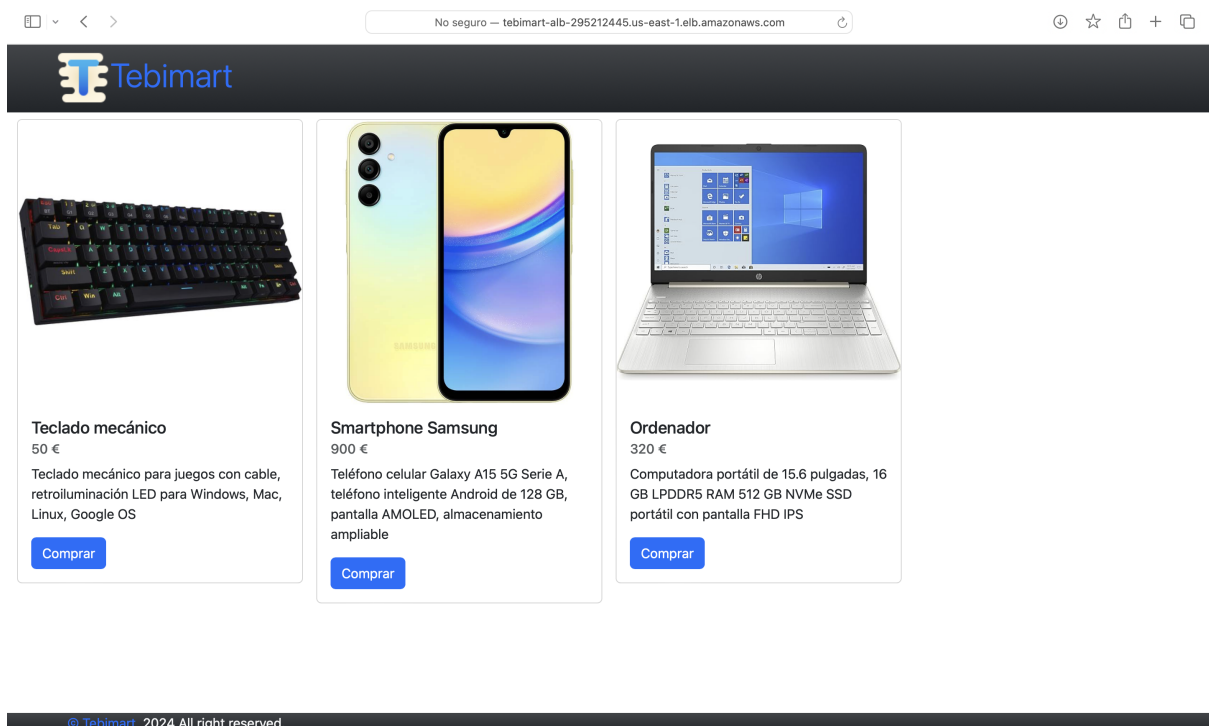 No seguro — tebimart-alb-295212445.us-east-1.elb.amazonaws.com
Tebimart
Teclado mecánico
50 €
Teclado mecánico para juegos con cable,
retroiluminación LED para Windows, Mac,
Linux, Google OS
Comprar
Smartphone Samsung
900 €
Teléfono celular Galaxy A15 5G Serie A,
teléfono inteligente Android de 128 GB,
pantalla AMOLED, almacenamiento
ampliable
Comprar
Ordenador
320 €
Computadora portátil de 15.6 pulgadas, 16
GB LPDDR5 RAM 512 GB NVMe SSD
portátil con pantalla FHD IPS
Comprar
© Tebimart. 2024 All right reserved